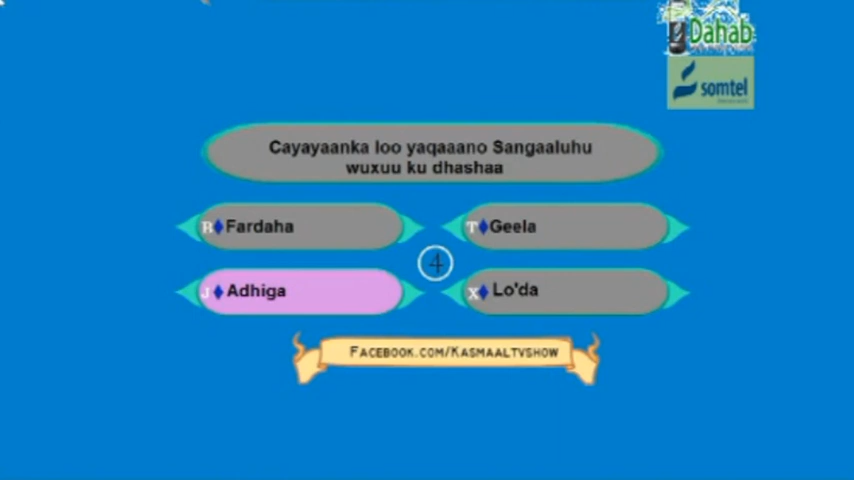 Dahab
somtel
Cayayaanka loo yaqaaano Sangaaluhu
wuxuu ku dhashaa
B Fardaha
T Geela
4
J Adhiga
X Lo'da
FACEBOOK.COM/KASMAALTVSHOW